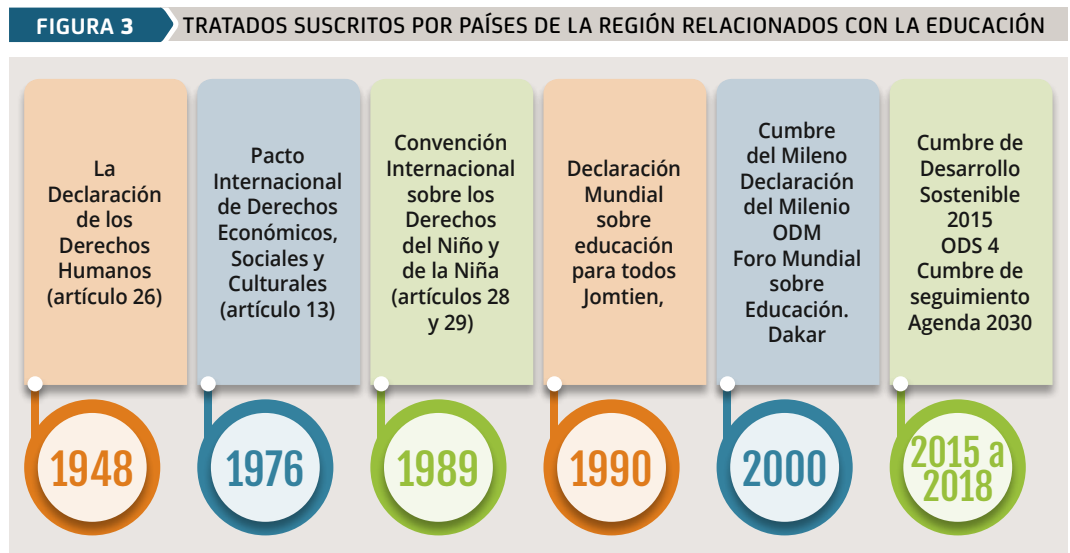 FIGURA 3 TRATADOS SUSCRITOS POR PAÍSES DE LA REGIÓN RELACIONADOS CON LA EDUCACIÓN
La
Declaración
de los
Derechos
Humanos
(artículo 26)
1948
Pacto
Internacional
de Derechos
Económicos,
Sociales y
Culturales
(artículo 13)
1976
Convención
Internacional
sobre los
Derechos
del Niño y
de la Niña
(artículos 28
y 29)
1989
Declaración
Mundial
sobre
educación
para todos
Jomtien,
1990
Cumbre
del Mileno
Declaración
del Milenio
ODM
Foro Mundial
sobre
Educación.
Dakar
2000
Cumbre de
Desarrollo
Sostenible
2015
ODS 4
Cumbre de
seguimiento
Agenda 2030
2015 a
2018